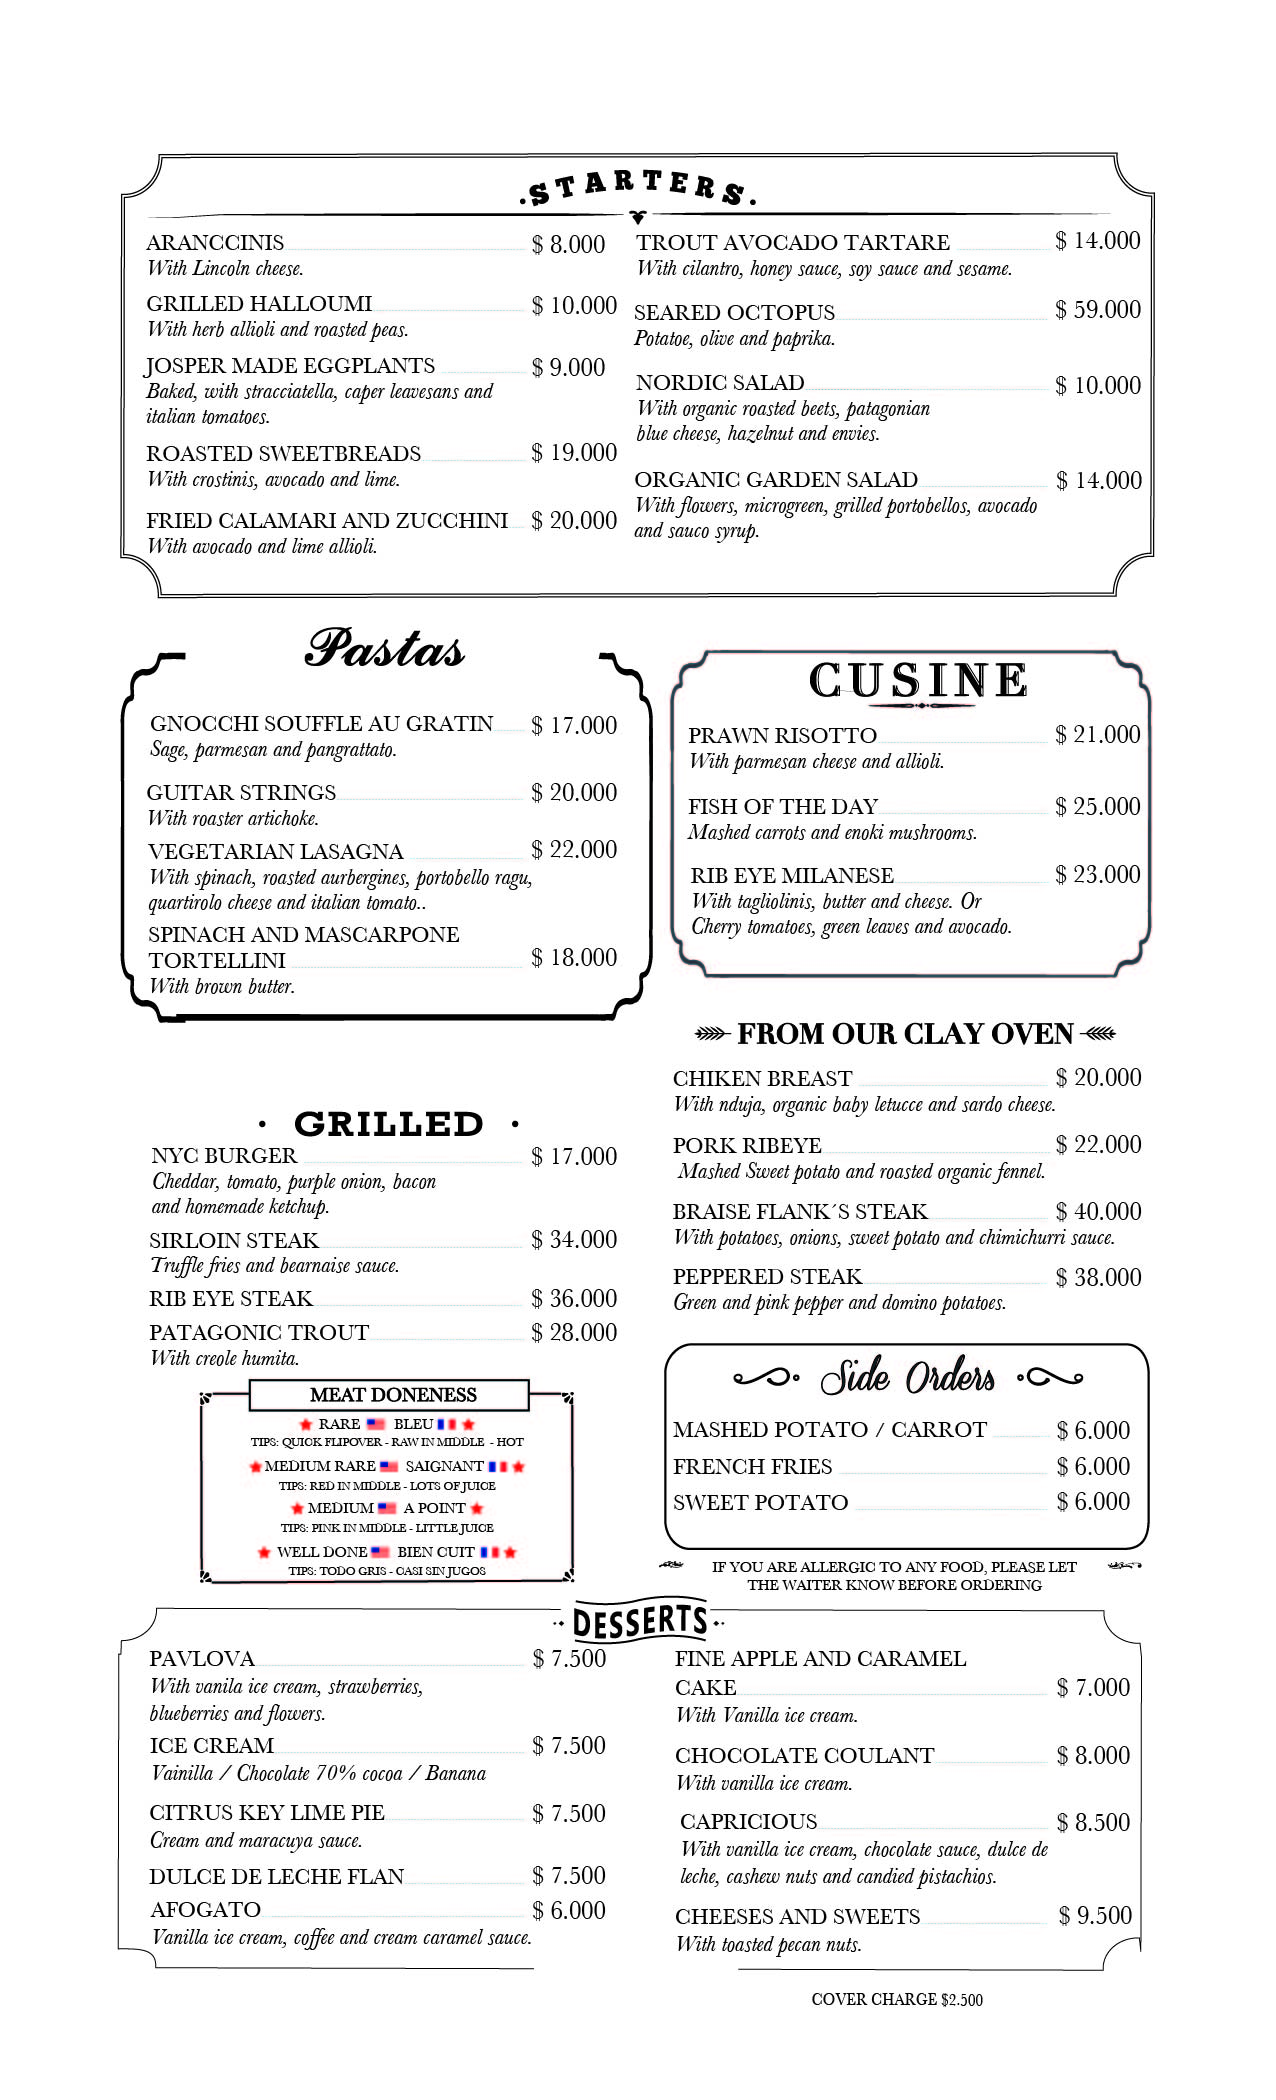 ·STARTERS·
ARANCCINIS $ 8.000
With Lincoln cheese.
GRILLED HALLOUMI $ 10.000
With herb allioli and roasted peas.
JOSPER MADE EGGPLANTS $ 9.000
Baked, with stracciatella, caper leavesans and
italian tomatoes.
ROASTED SWEETBREADS $ 19.000
With crostinis, avocado and lime.
FRIED CALAMARI AND ZUCCHINI $ 20.000
With avocado and lime allioli.
TROUT AVOCADO TARTARE $ 14.000
With cilantro, honey sauce, soy sauce and sesame.
SEARED OCTOPUS $ 59.000
Potatoe, olive and paprika.
NORDIC SALAD $ 10.000
With organic roasted beets, patagonian
blue cheese, hazelnut and envies.
ORGANIC GARDEN SALAD $ 14.000
With flowers, microgreen, grilled portobellos, avocado
and sauco syrup.
Pastas
GNOCCHI SOUFFLE AU GRATIN $ 17.000
Sage, parmesan and pangrattato.
GUITAR STRINGS $ 20.000
With roaster artichoke.
VEGETARIAN LASAGNA $ 22.000
With spinach, roasted aurbergines, portobello ragu,
quartirolo cheese and italian tomato..
SPINACH AND MASCARPONE
TORTELLINI $ 18.000
With brown butter.
CUSINE
PRAWN RISOTTO $ 21.000
With parmesan cheese and allioli.
FISH OF THE DAY $ 25.000
Mashed carrots and enoki mushrooms.
RIB EYE MILANESE $ 23.000
With tagliolinis, butter and cheese. Or
Cherry tomatoes, green leaves and avocado.
FROM OUR CLAY OVEN
CHIKEN BREAST $ 20.000
With nduja, organic baby letucce and sardo cheese.
PORK RIBEYE $ 22.000
Mashed Sweet potato and roasted organic fennel.
BRAISE FLANK´S STEAK $ 40.000
With potatoes, onions, sweet potato and chimichurri sauce.
PEPPERED STEAK $ 38.000
Green and pink pepper and domino potatoes.
· GRILLED ·
NYC BURGER $ 17.000
Cheddar, tomato, purple onion, bacon
and homemade ketchup.
SIRLOIN STEAK $ 34.000
Truffle fries and bearnaise sauce.
RIB EYE STEAK $ 36.000
PATAGONIC TROUT $ 28.000
With creole humita.
MEAT DONENESS
RARE BLEU
TIPS: QUICK FLIPOVER - RAW IN MIDDLE - HOT
MEDIUM RARE SAIGNANT
TIPS: RED IN MIDDLE - LOTS OF JUICE
MEDIUM A POINT
TIPS: PINK IN MIDDLE - LITTLE JUICE
WELL DONE BIEN CUIT
TIPS: TODO GRIS - CASI SIN JUGOS
Side Orders
MASHED POTATO / CARROT $ 6.000
FRENCH FRIES $ 6.000
SWEET POTATO $ 6.000
IF YOU ARE ALLERGIC TO ANY FOOD, PLEASE LET
THE WAITER KNOW BEFORE ORDERING
DESSERTS
PAVLOVA $ 7.500
With vanila ice cream, strawberries,
blueberries and flowers.
ICE CREAM $ 7.500
Vainilla / Chocolate 70% cocoa / Banana
CITRUS KEY LIME PIE $ 7.500
Cream and maracuya sauce.
DULCE DE LECHE FLAN $ 7.500
AFOGATO $ 6.000
Vanilla ice cream, coffee and cream caramel sauce.
FINE APPLE AND CARAMEL
CAKE $ 7.000
With Vanilla ice cream.
CHOCOLATE COULANT $ 8.000
With vanilla ice cream.
CAPRICIOUS $ 8.500
With vanilla ice cream, chocolate sauce, dulce de
leche, cashew nuts and candied pistachios.
CHEESES AND SWEETS $ 9.500
With toasted pecan nuts.
COVER CHARGE $2.500